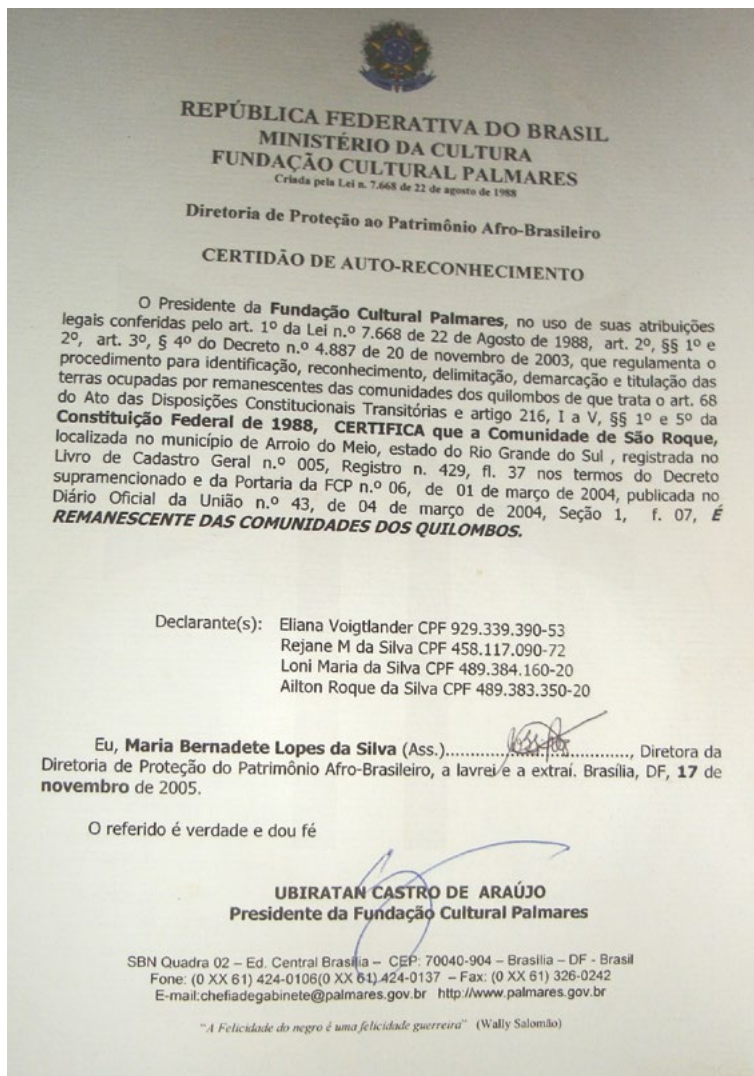 REPÚBLICA FEDERATIVA DO BRASIL
MINISTÉRIO DA CULTURA
FUNDAÇÃO CULTURAL PALMARES
Criada pela Lei n. 7.668 de 22 de agosto de 1988
Diretoria de Proteção ao Patrimônio Afro-Brasileiro
CERTIDÃO DE AUTO-RECONHECIMENTO
O Presidente da Fundação Cultural Palmares, no uso de suas atribuições
legais conferidas pelo art. 1º da Lei n.º 7.668 de 22 de Agosto de 1988, art. 2º, §§ 1º e
2º, art. 3º, § 4º do Decreto n.º 4.887 de 20 de novembro de 2003, que regulamenta o
procedimento para identificação, reconhecimento, delimitação, demarcação e titulação das
terras ocupadas por remanescentes das comunidades dos quilombos de que trata o art. 68
do Ato das Disposições Constitucionais Transitórias e artigo 216, I a V, §§ 1º e 5º da
Constituição Federal de 1988, CERTIFICA que a Comunidade de São Roque,
localizada no município de Arroio do Meio, estado do Rio Grande do Sul , registrada no
Livro de Cadastro Geral n.º 005, Registro n. 429, fl. 37 nos termos do Decreto
supramencionado e da Portaria da FCP n.º 06, de 01 de março de 2004, publicada no
Diário Oficial da União n.º 43, de 04 de março de 2004, Seção 1, f. 07, É
REMANESCENTE DAS COMUNIDADES DOS QUILOMBOS.
Declarante(s): Eliana Voigtlander CPF 929.339.390-53
Rejane M da Silva CPF 458.117.090-72
Loni Maria da Silva CPF 489.384.160-20
Ailton Roque da Silva CPF 489.383.350-20
Eu, Maria Bernadete Lopes da Silva (Ass.)......................................, Diretora da
Diretoria de Proteção do Patrimônio Afro-Brasileiro, a lavrei e a extraí. Brasília, DF, 17 de
novembro de 2005.
O referido é verdade e dou fé
UBIRATAN CASTRO DE ARAÚJO
Presidente da Fundação Cultural Palmares
SBN Quadra 02 – Ed. Central Brasília – CEP: 70040-904 – Brasília – DF - Brasil
Fone: (0 XX 61) 424-0106(0 XX 61) 424-0137 – Fax: (0 XX 61) 326-0242
E-mail:chefiadegabinete@palmares.gov.br http://www.palmares.gov.br
"A Felicidade do negro é uma felicidade guerreira" (Wally Salomão)